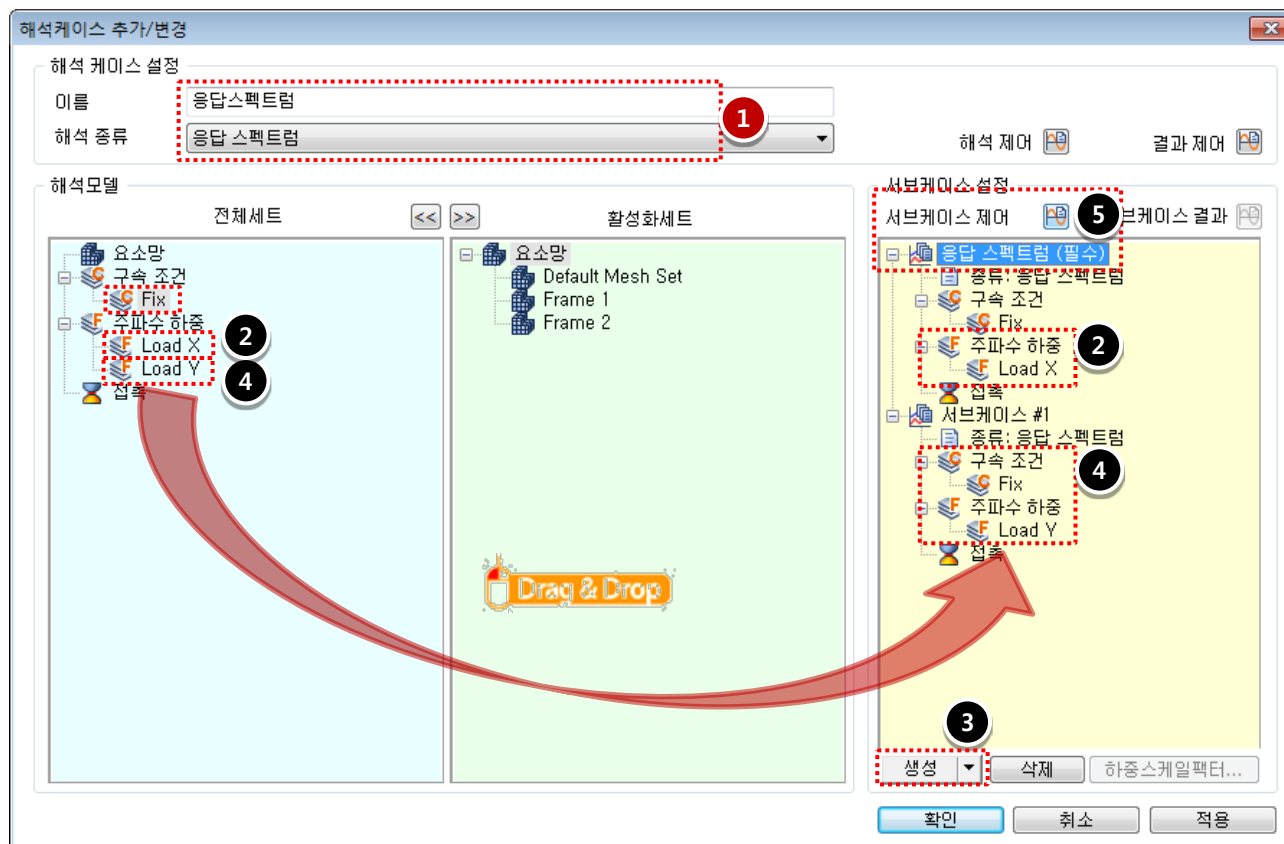 해석케이스 추가/변경
해석 케이스 설정
이름
응답스펙트럼
해석 종류
응답 스펙트럼
1
해석 제어
결과 제어
해석모델
전체세트
<<
>>
활성화세트
요소망
구속 조건
Fix
주파수 하중
Load X
2
Load Y
4
접촉
요소망
Default Mesh Set
Frame 1
Frame 2
Drag & Drop
서브케이스 설정
서브케이스 제어
5
브케이스 결과
응답 스펙트럼 (필수)
종류: 응답 스펙트럼
구속 조건
Fix
주파수 하중
2
Load X
접촉
서브케이스 #1
종류: 응답 스펙트럼
구속 조건
4
Fix
주파수 하중
Load Y
접촉
3
생성
삭제
하중스케일팩터...
확인
취소
적용